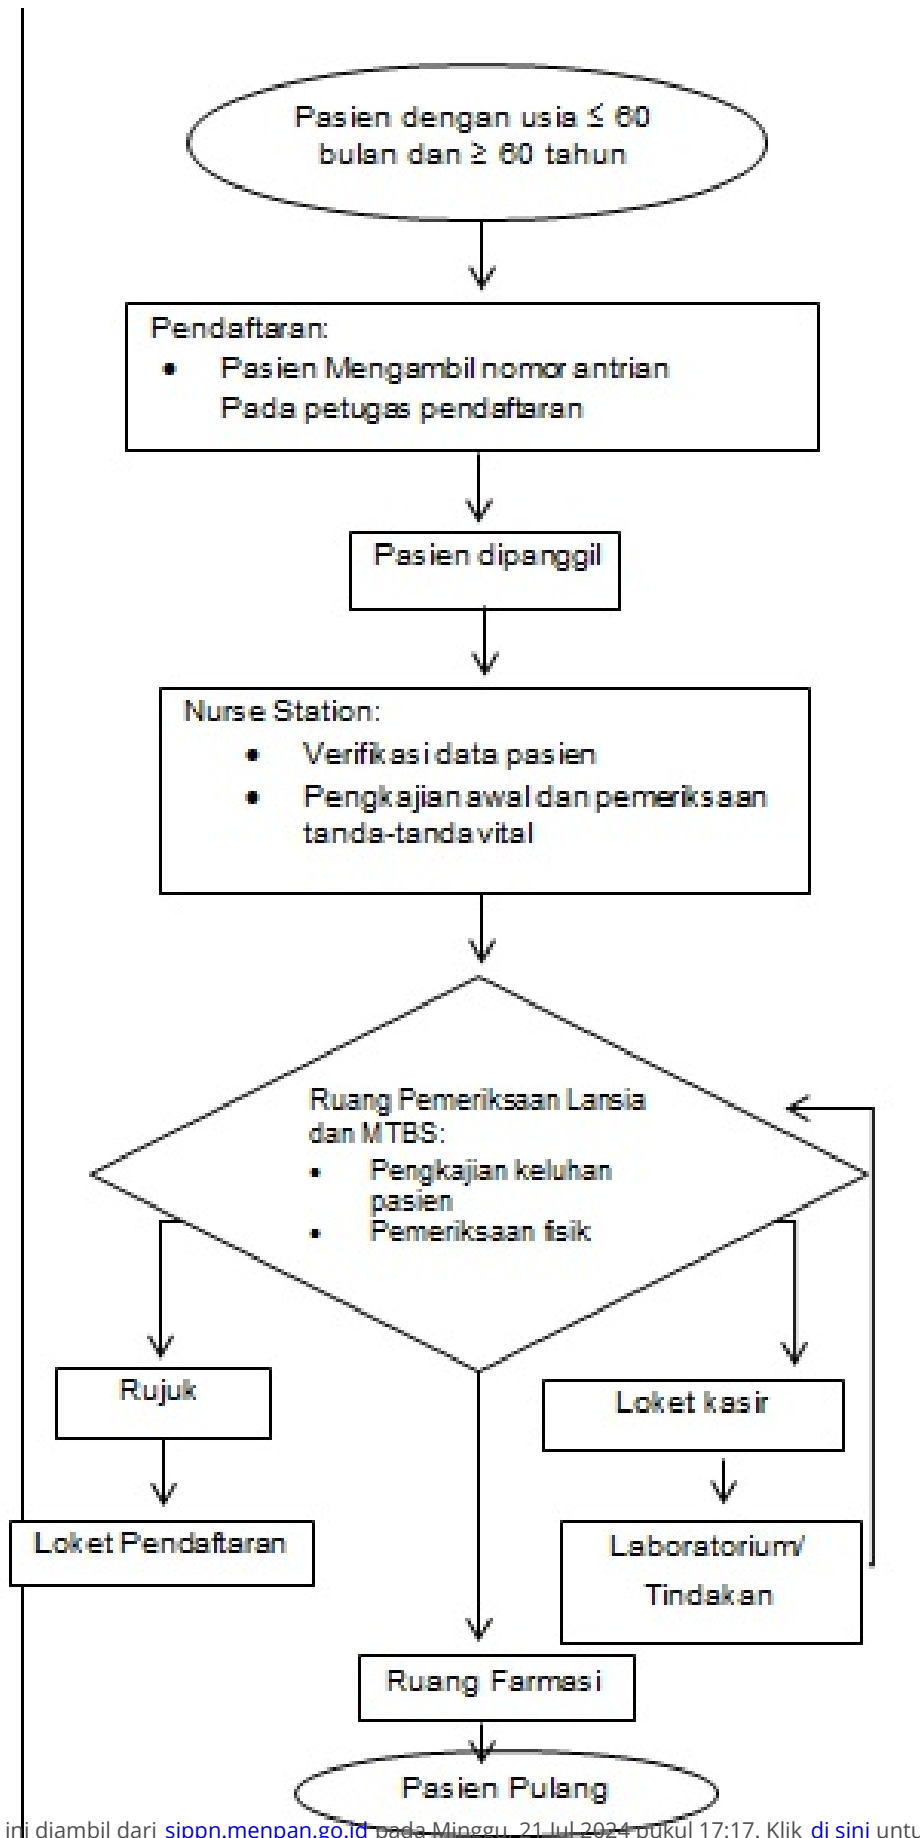 Pasien dengan usia ≤ 60
bulan dan ≥ 60 tahun
Pendaftaran:
• Pasien Mengambil nomor antrian
Pada petugas pendaftaran
Pasien dipanggil
Nurse Station:
• Verifikasi data pasien
• Pengkajian awal dan pemeriksaan
tanda-tanda vital
Ruang Pemeriksaan Lansia
dan MTBS:
• Pengkajian keluhan
pasien
• Pemeriksaan fisik
Rujuk
Loket kasir
Loket Pendaftaran
Laboratorium/
Tindakan
Ruang Farmasi
Pasien Pulang
ini diambil dari sippn.menpan.go.id pada Minggu, 21 Jul 2024 pukul 17:17. Klik di sini untu